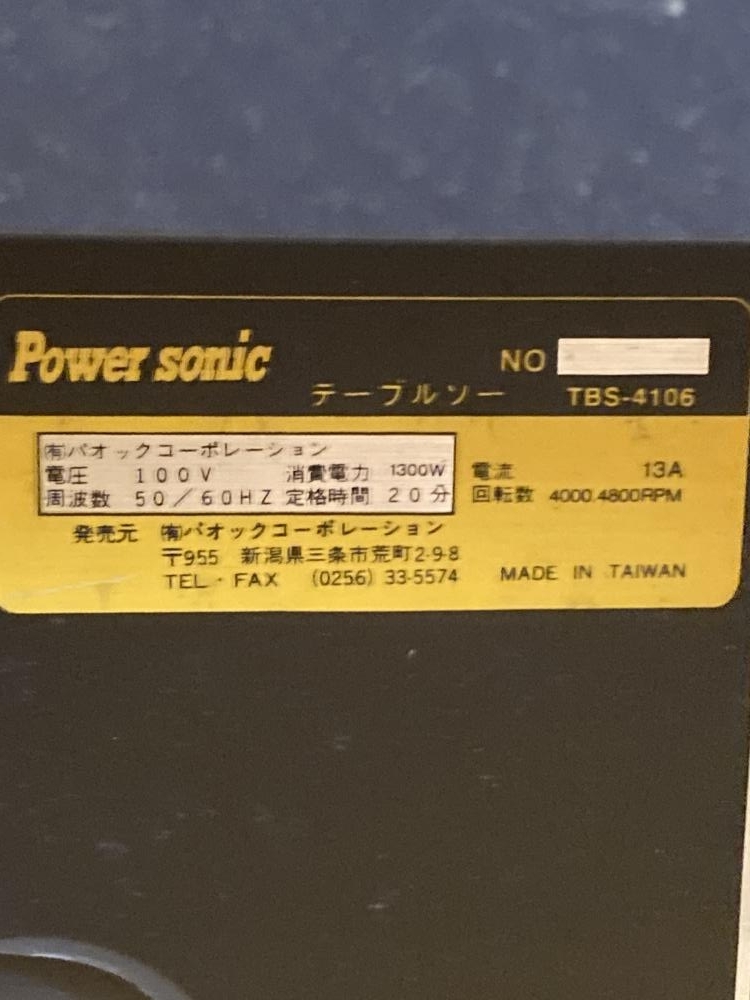 Power sonic NO
テーブルソー TBS-4106
㈲パオックコーポレーション
電圧 100V 消費電力 1300W 電流 13A
周波数 50/60HZ 定格時間 20分 回転数 4000.4800RPM
発売元 ㈲パオックコーポレーション
〒955 新潟県三条市荒町2-9-8
TEL・FAX (0256) 33-5574 MADE IN TAIWAN